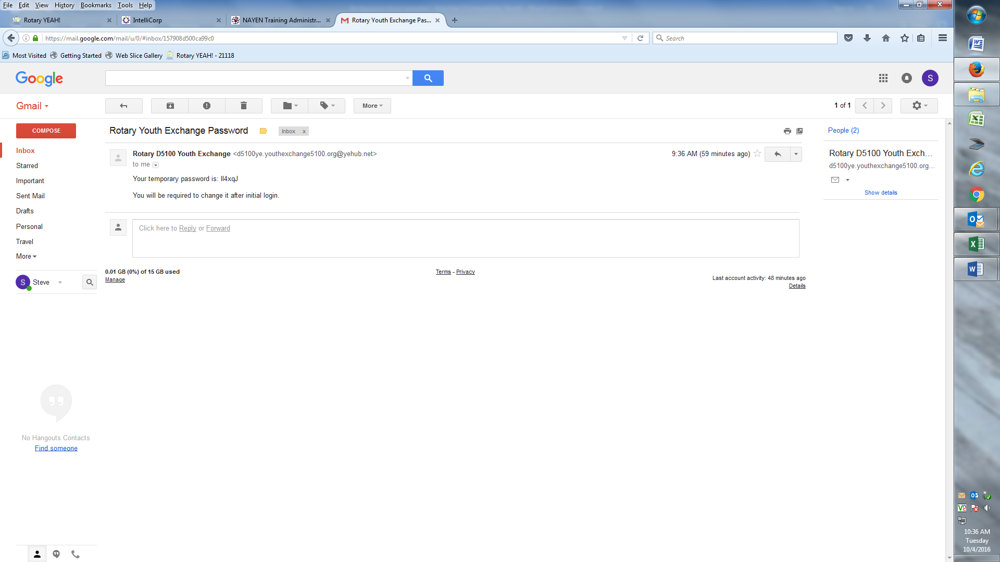 File Edit View History Bookmarks Tools Help
Rotary YEAH!
IntelliCorp
NAYEN Training Administr...
Rotary Youth Exchange Pas...
https://mail.google.com/mail/u/0/#inbox/157908d500ca99c0
Search
Most Visited Getting Started Web Slice Gallery Rotary YEAH! - 21118
Google
S
Gmail
More
1 of 1
COMPOSE
Inbox
Starred
Important
Sent Mail
Drafts
Personal
Travel
More
S Steve
No Hangouts Contacts
Find someone
Rotary Youth Exchange Password
Inbox x
Rotary D5100 Youth Exchange <d5100ye.youthexchange5100.org@yehub.net>
9:36 AM (59 minutes ago)
to me
Your temporary password is: ll4xqJ
You will be required to change it after initial login.
Click here to Reply or Forward
0.01 GB (0%) of 15 GB used
Manage
Terms - Privacy
Last account activity: 48 minutes ago
Details
People (2)
Rotary D5100 Youth Exch...
d5100ye.youthexchange5100.org...
Show details
10:36 AM
Tuesday
10/4/2016